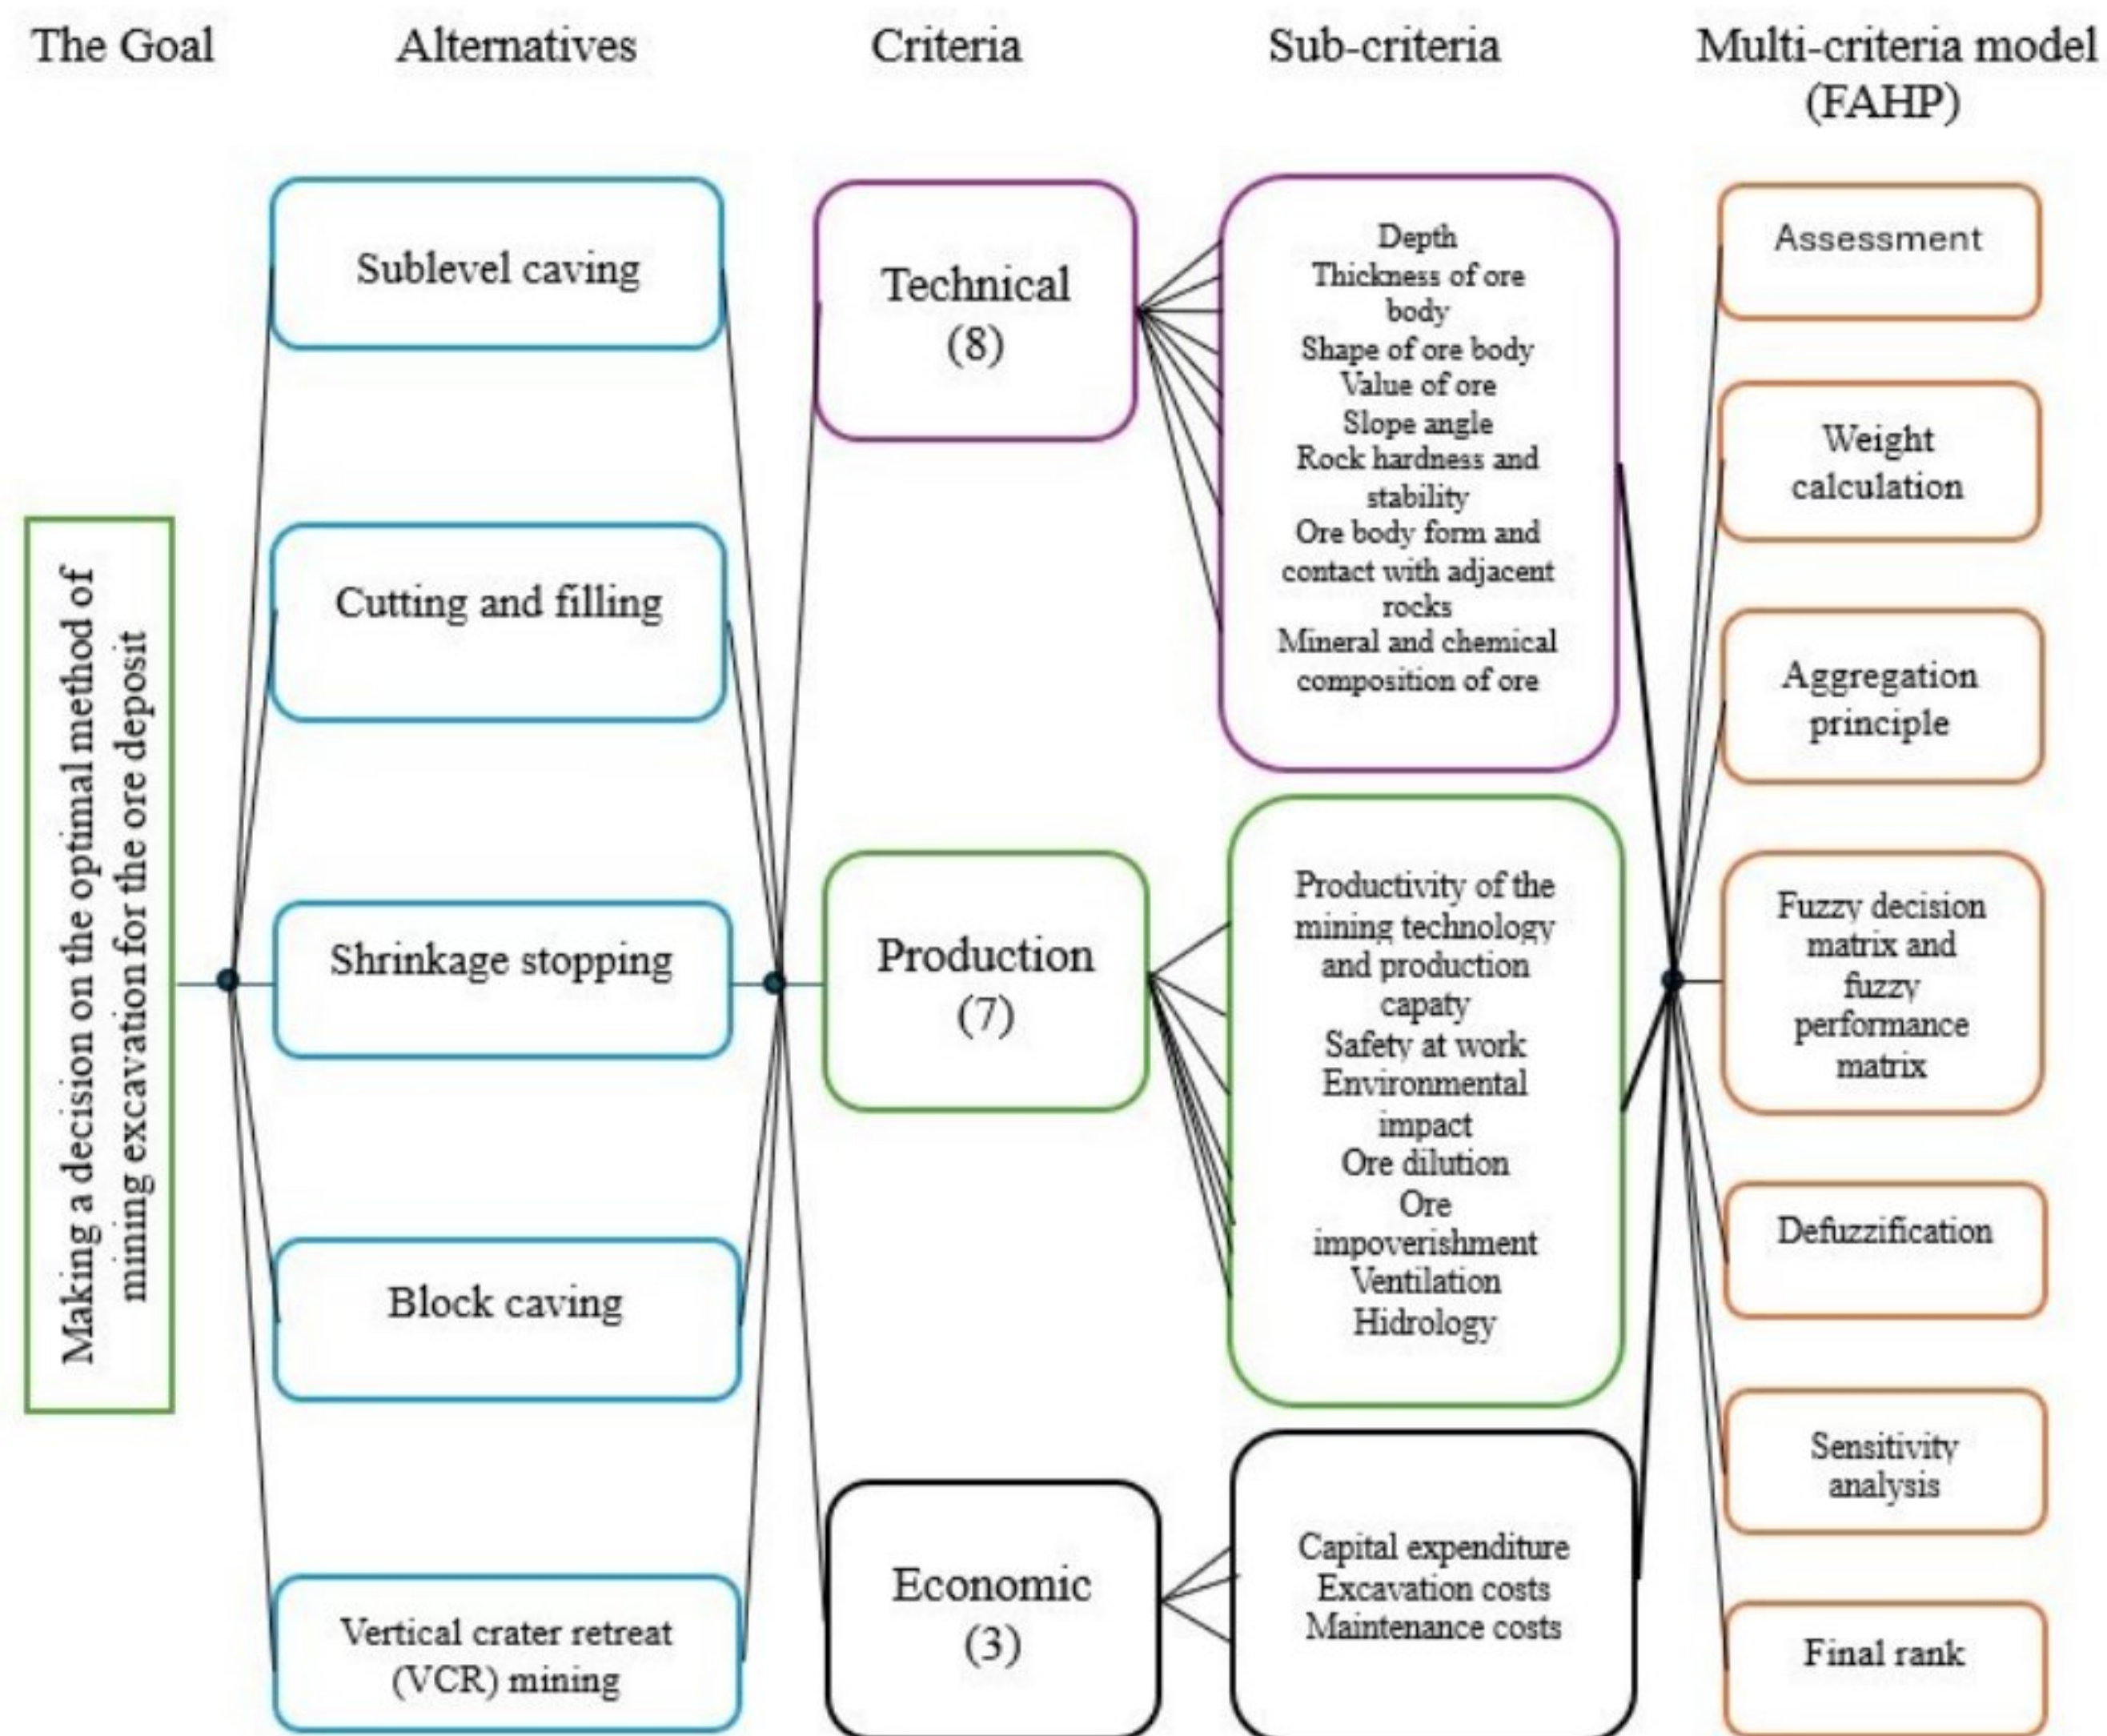 The Goal
Alternatives
Criteria
Sub-criteria
Multi-criteria model
(FAHP)
Making a decision on the optimal method of
mining excavation for the ore deposit
Sublevel caving
Cutting and filling
Shrinkage stopping
Block caving
Vertical crater retreat
(VCR) mining
Technical
(8)
Production
(7)
Economic
(3)
Depth
Thickness of ore
body
Shape of ore body
Value of ore
Slope angle
Rock hardness and
stability
Ore body form and
contact with adjacent
rocks
Mineral and chemical
composition of ore
Productivity of the
mining technology
and production
capaty
Safety at work
Environmental
impact
Ore dilution
Ore
impoverishment
Ventilation
Hidrology
Capital expenditure
Excavation costs
Maintenance costs
Assessment
Weight
calculation
Aggregation
principle
Fuzzy decision
matrix and
fuzzy
performance
matrix
Defuzzification
Sensitivity
analysis
Final rank